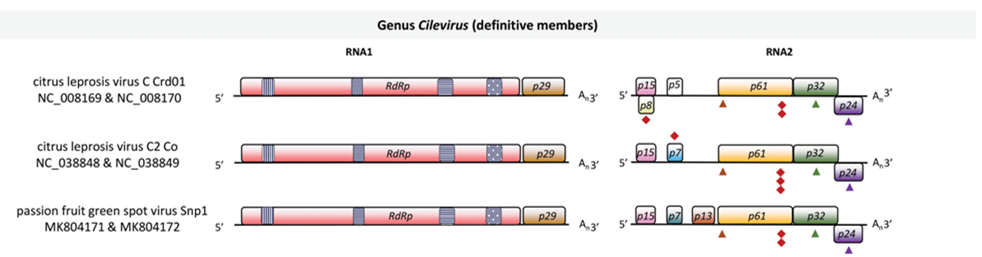 Genus Cilevirus (definitive members)
RNA1 RNA2
citrus leprosis virus C Crd01
NC_008169 & NC_008170
5′ RdRp p29 An3′
5′ p15 p5 p61 p32 An3′
p8 p24
citrus leprosis virus C2 Co
NC_038848 & NC_038849
5′ RdRp p29 An3′
5′ p15 p7 p61 p32 An3′
p24
passion fruit green spot virus Snp1
MK804171 & MK804172
5′ RdRp p29 An3′
5′ p15 p7 p13 p61 p32 An3′
p24